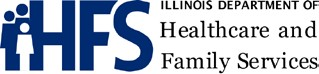 HFS
ILLINOIS DEPARTMENT OF
Healthcare and
Family Services